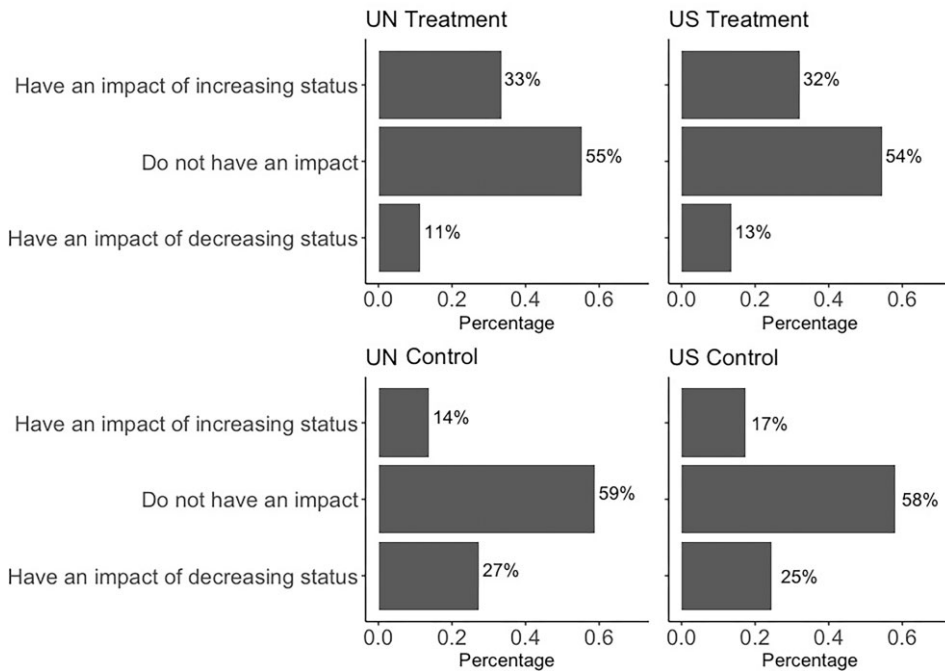 UN Treatment
US Treatment
Have an impact of increasing status
33%
32%
Do not have an impact
55%
54%
Have an impact of decreasing status
11%
13%
0.0 0.2 0.4 0.6
0.0 0.2 0.4 0.6
Percentage
Percentage
UN Control
US Control
Have an impact of increasing status
14%
17%
Do not have an impact
59%
58%
Have an impact of decreasing status
27%
25%
0.0 0.2 0.4 0.6
0.0 0.2 0.4 0.6
Percentage
Percentage